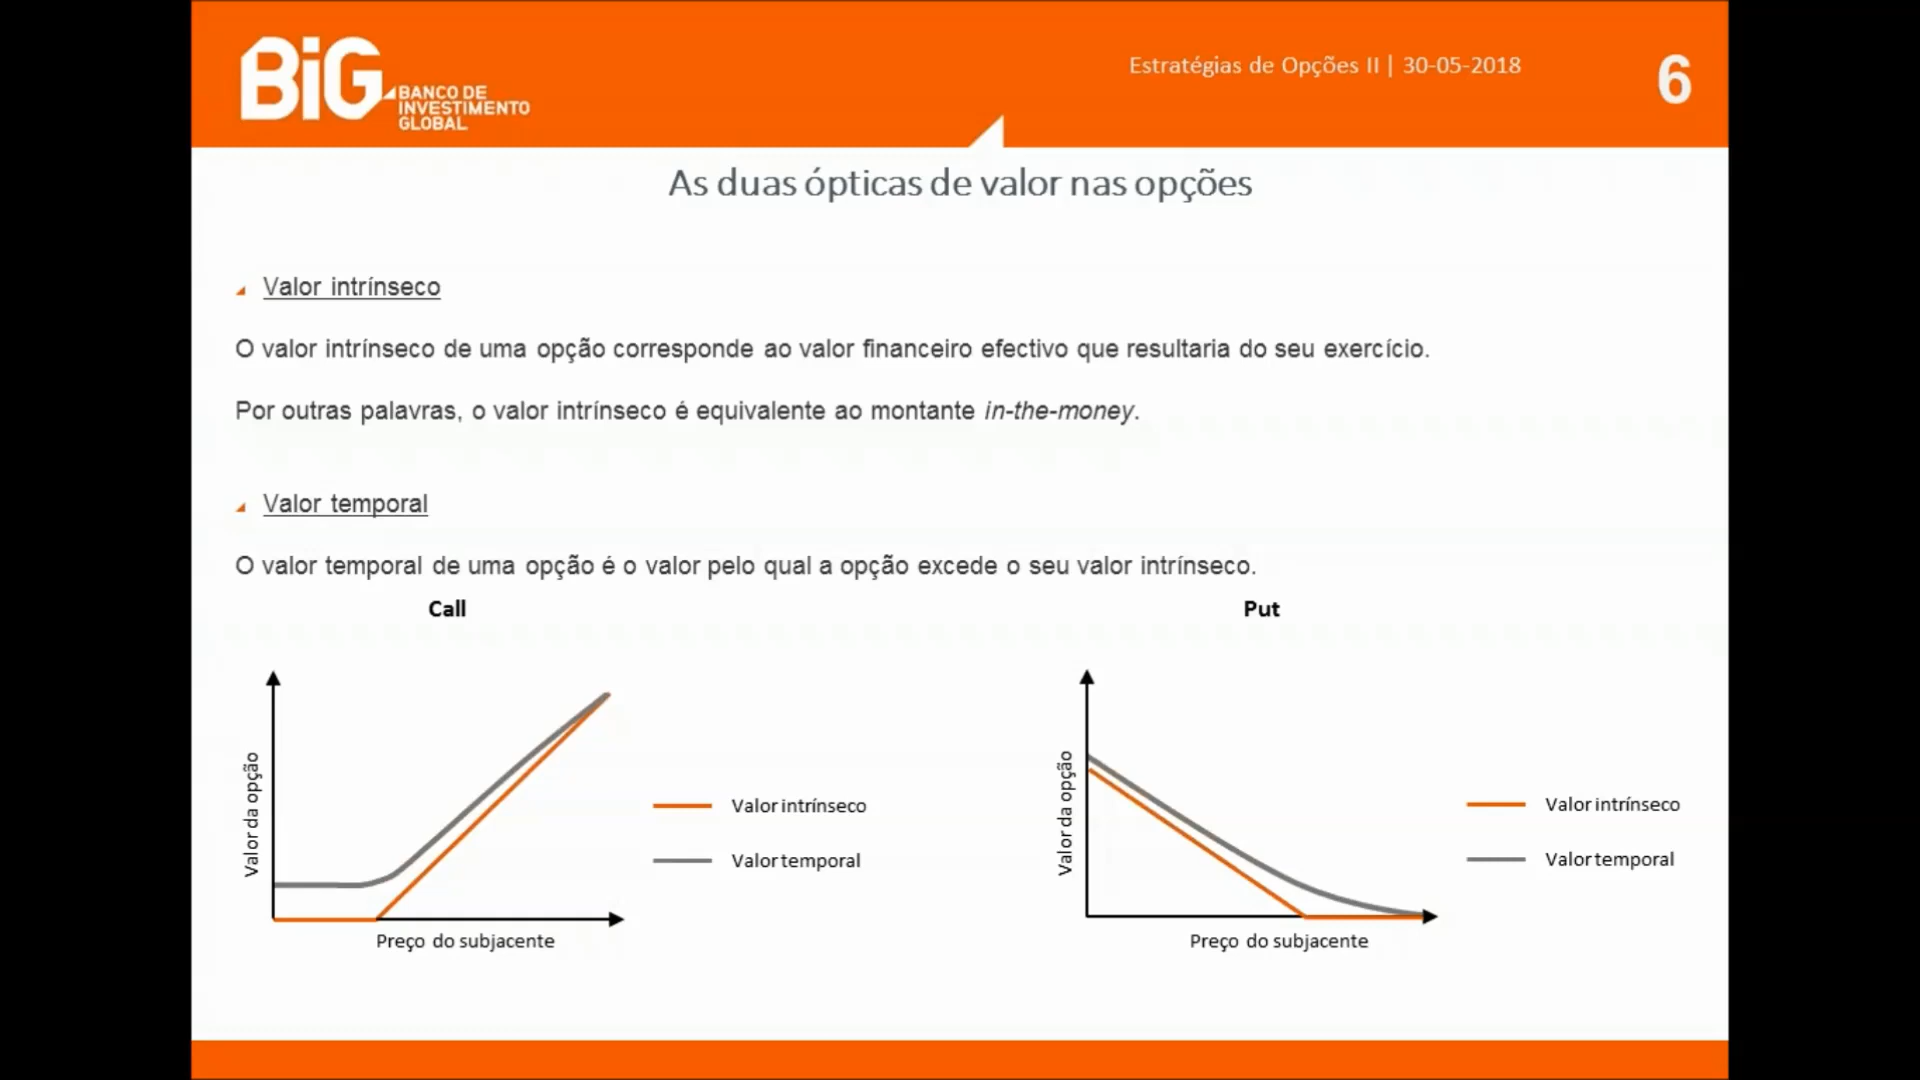 BiG
BANCO DE
INVESTIMENTO
GLOBAL
Estratégias de Opções II | 30-05-2018
6
As duas ópticas de valor nas opções
Valor intrínseco
O valor intrínseco de uma opção corresponde ao valor financeiro efectivo que resultaria do seu exercício.
Por outras palavras, o valor intrínseco é equivalente ao montante in-the-money.
Valor temporal
O valor temporal de uma opção é o valor pelo qual a opção excede o seu valor intrínseco.
Call
Valor da opção
Preço do subjacente
Valor intrínseco
Valor temporal
Put
Valor da opção
Preço do subjacente
Valor intrínseco
Valor temporal